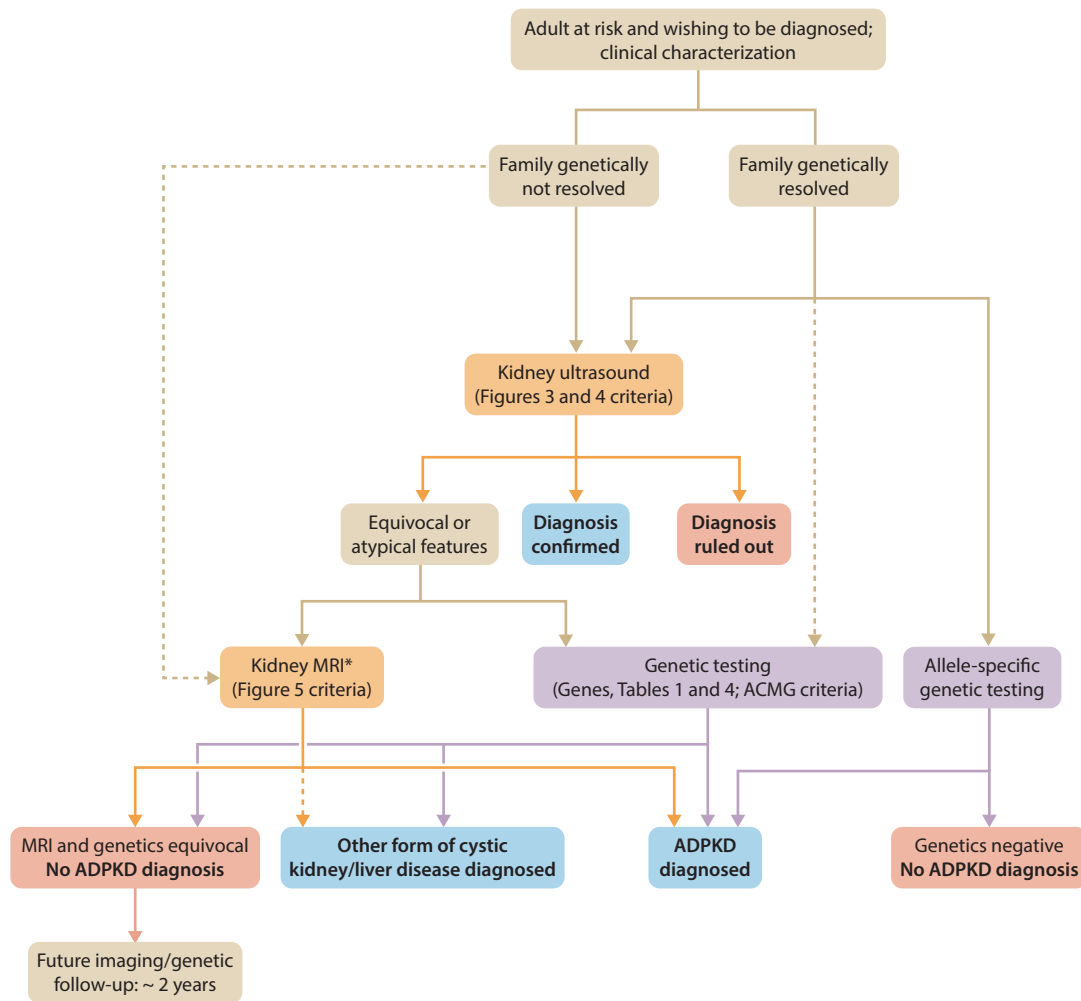 Adult at risk and wishing to be diagnosed;
clinical characterization
Family genetically
not resolved
Family genetically
resolved
Kidney ultrasound
(Figures 3 and 4 criteria)
Equivocal or
atypical features
Diagnosis
confirmed
Diagnosis
ruled out
Kidney MRI*
(Figure 5 criteria)
Genetic testing
(Genes, Tables 1 and 4; ACMG criteria)
Allele-specific
genetic testing
MRI and genetics equivocal
No ADPKD diagnosis
Other form of cystic
kidney/liver disease diagnosed
ADPKD
diagnosed
Genetics negative
No ADPKD diagnosis
Future imaging/genetic
follow-up: ~ 2 years